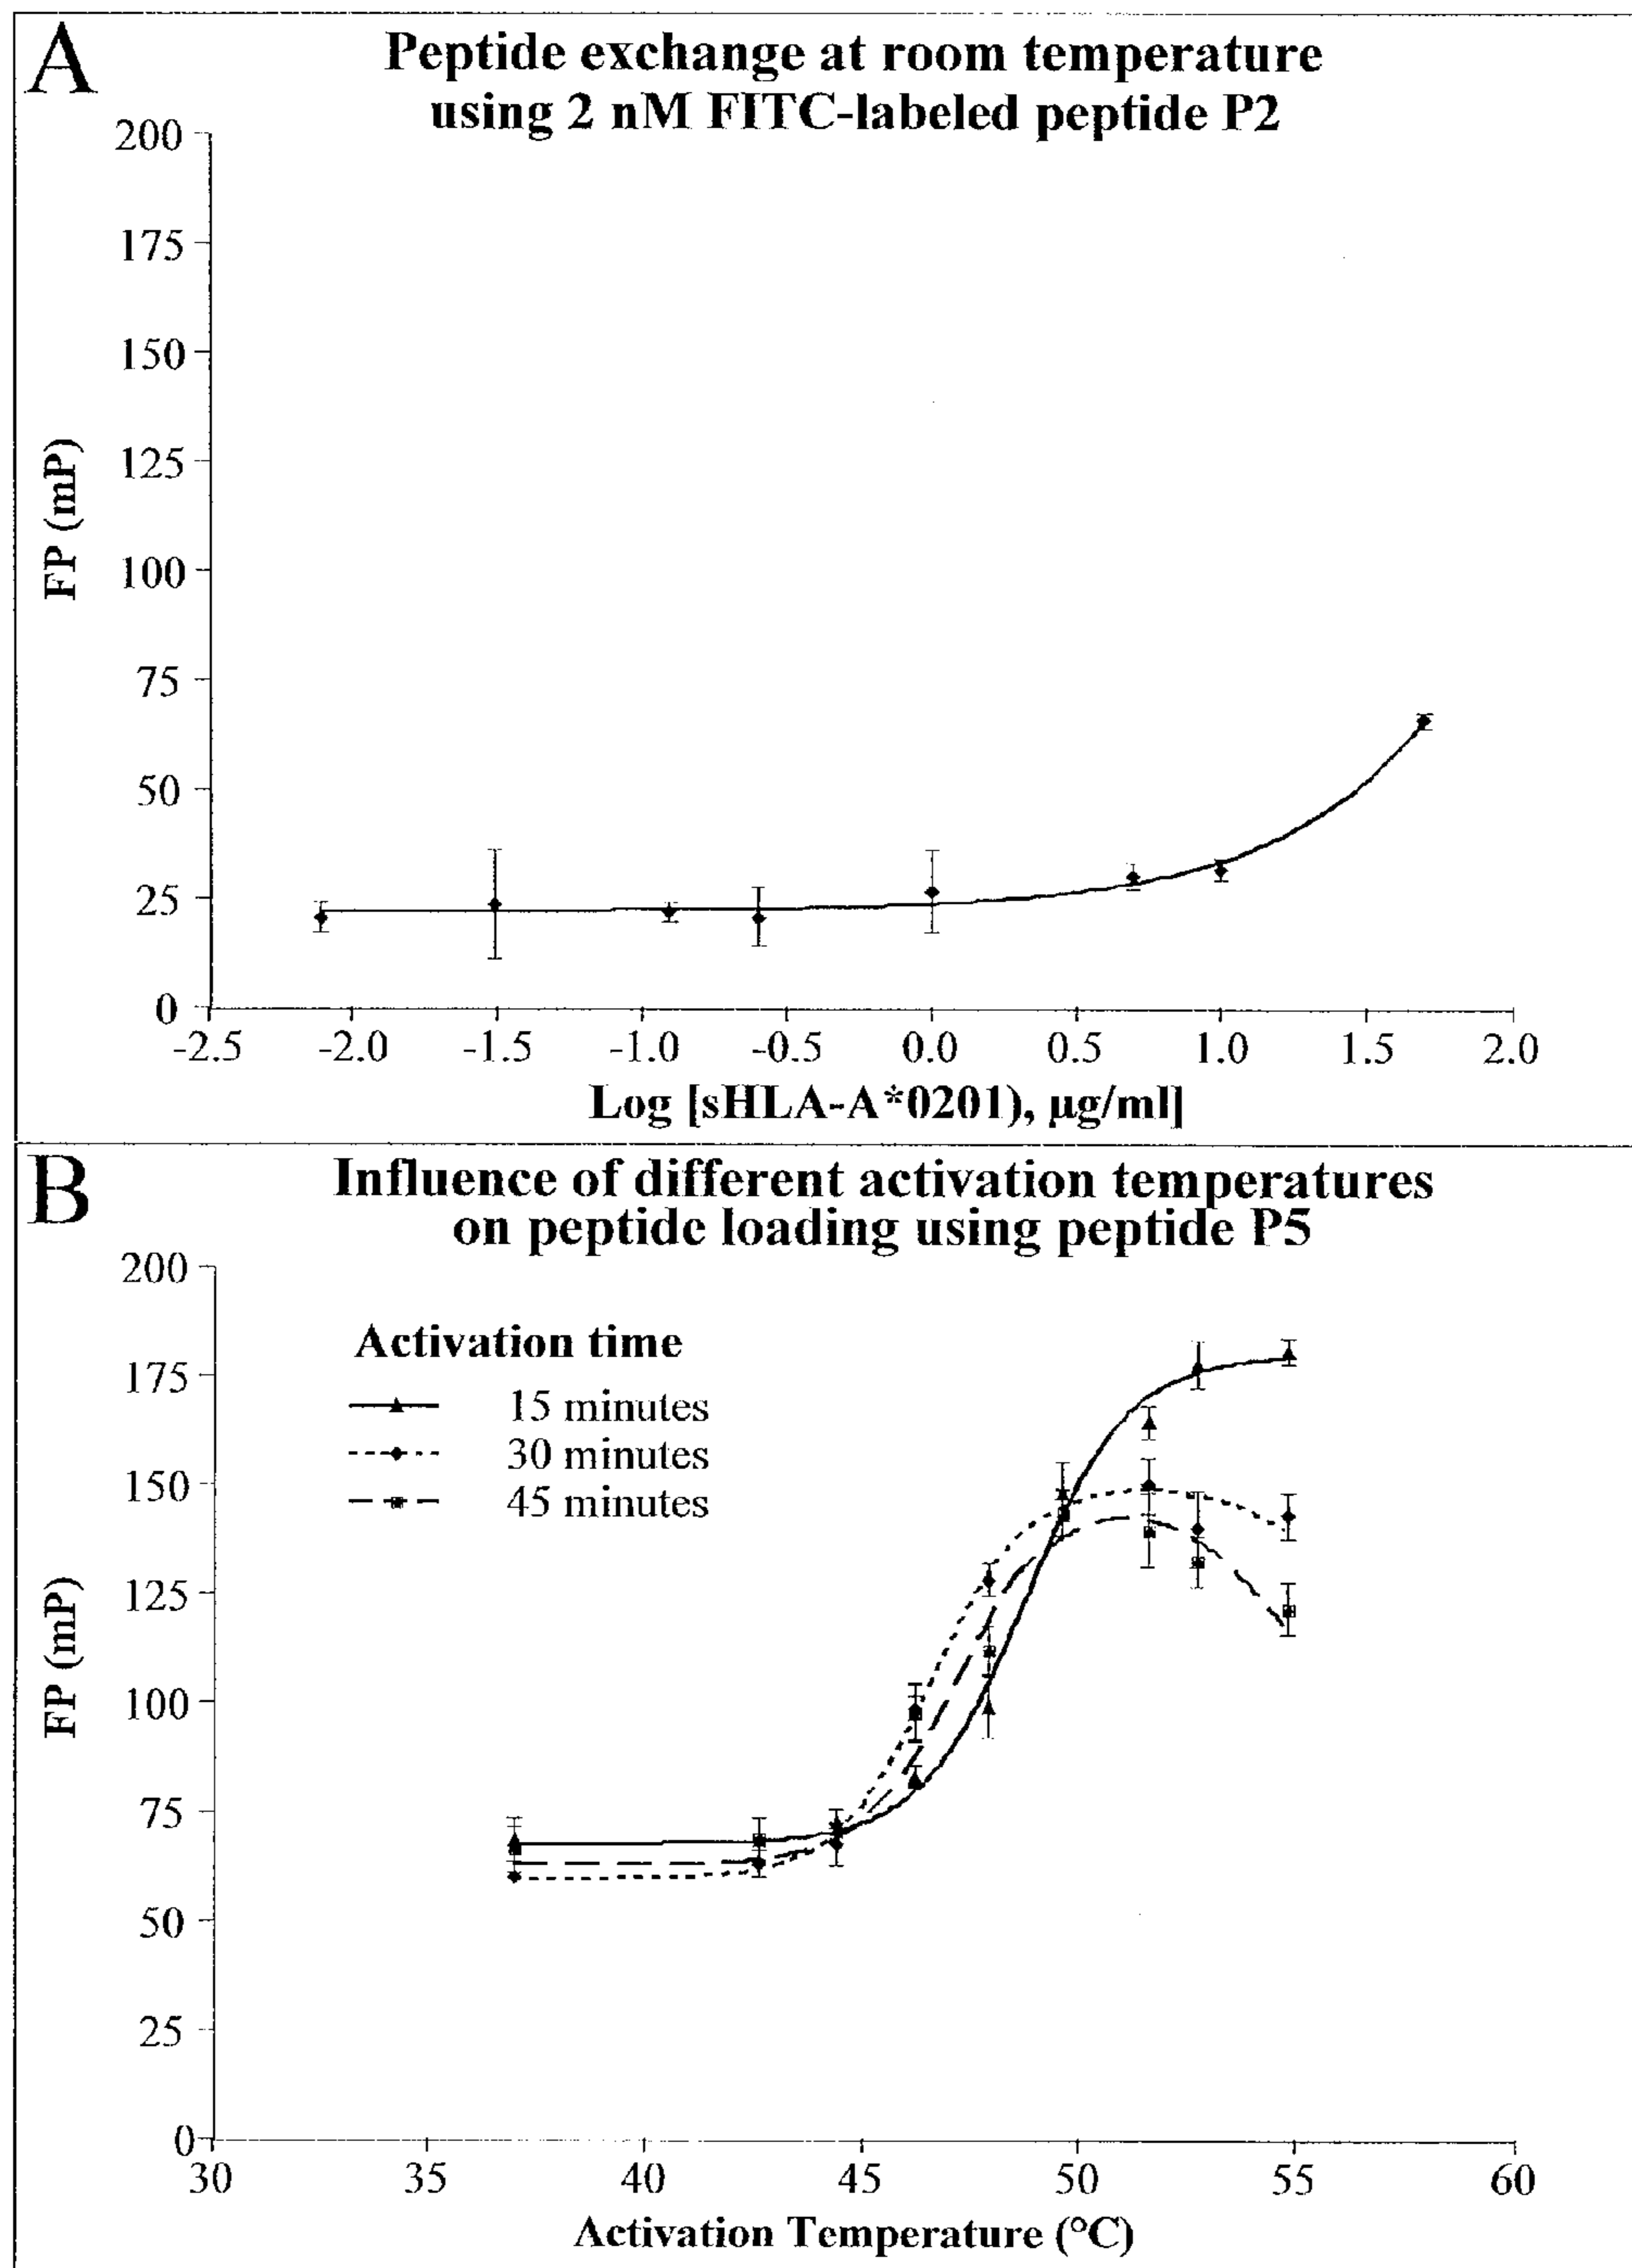 A
Peptide exchange at room temperature
using 2 nM FITC-labeled peptide P2
200
175
150
125
100
75
50
25
0
FP (mP)
-2.5 -2.0 -1.5 -1.0 -0.5 0.0 0.5 1.0 1.5 2.0
Log [sHLA-A*0201), µg/ml]
B
Influence of different activation temperatures
on peptide loading using peptide P5
200
175
150
125
100
75
50
25
0
FP (mP)
Activation time
15 minutes
30 minutes
45 minutes
30 35 40 45 50 55 60
Activation Temperature (°C)